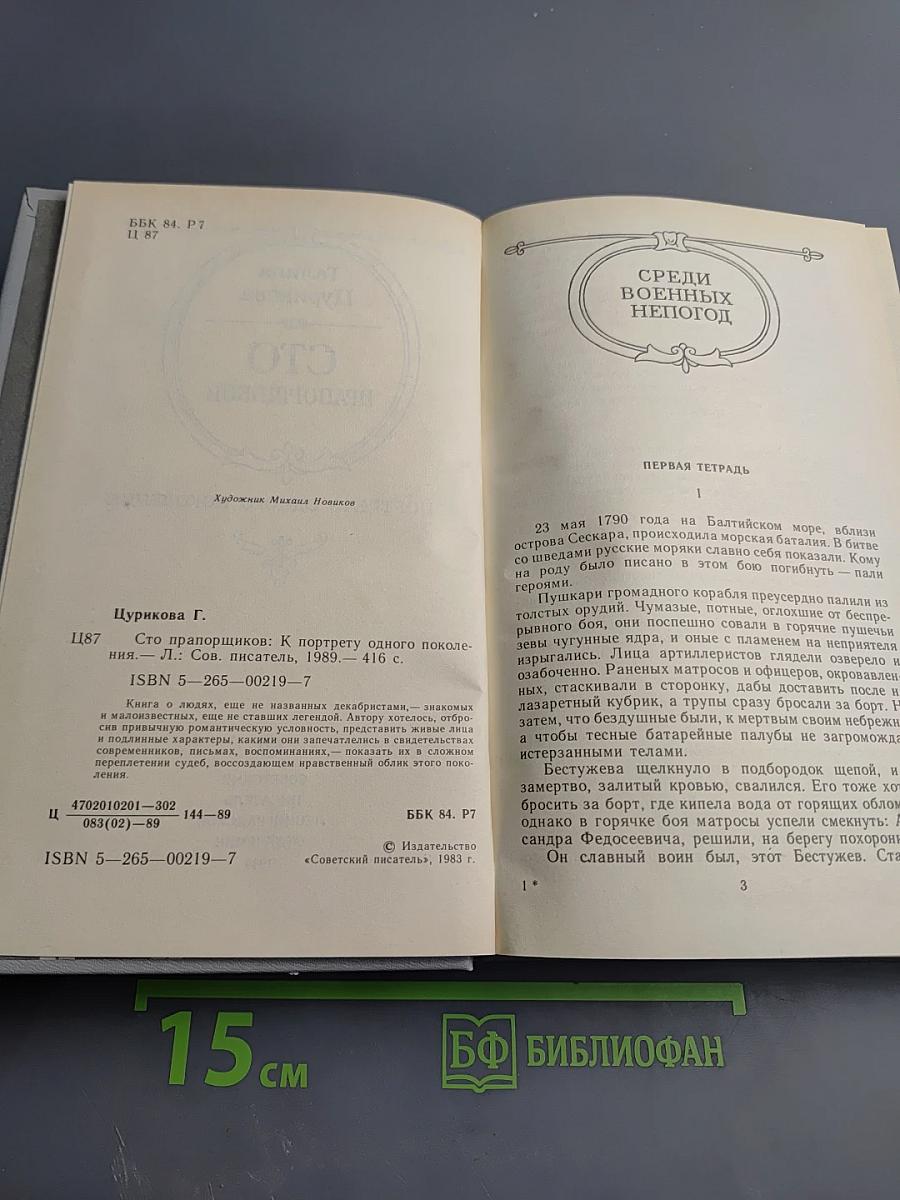 ББК 84. Р7
Ц 87
Художник Михаил Новиков
Цурикова Г.
Ц87 Сто прапорщиков: К портрету одного поколе-
ния.— Л.: Сов. писатель, 1989.— 416 с.
ISBN 5—265—00219—7
Книга о людях, еще не названных декабристами,— знакомых
и малоизвестных, еще не ставших легендой. Автору хотелось, отбро-
сив привычную романтическую условность, представить живые лица
и подлинные характеры, какими они запечатлелись в свидетельствах
современников, письмах, воспоминаниях,— показать их в сложном
переплетении судеб, воссоздающем нравственный облик этого поко-
ления.
Ц 4702010201—302
083(02)—89 144—89 ББК 84. Р7
ISBN 5—265—00219—7
© Издательство
«Советский писатель», 1983 г.
СРЕДИ
ВОЕННЫХ
НЕПОГОД
ПЕРВАЯ ТЕТРАДЬ
1
23 мая 1790 года на Балтийском море, вблизи
острова Сескара, происходила морская баталия. В битве
со шведами русские моряки славно себя показали. Кому
на роду было писано в этом бою погибнуть — пали
героями.
Пушкари громадного корабля преусердно палили из
толстых орудий. Чумазые, потные, оглохшие от беспре-
рывного боя, они поспешно совали в горячие пушечьи
зевы чугунные ядра, и оные с пламенем на неприятеля
изрыгались. Лица артиллеристов глядели озверело и
озабоченно. Раненых матросов и офицеров, окровавлен
ных, стаскивали в сторонку, дабы доставить после
лазаретный кубрик, а трупы сразу бросали за борт.
затем, что бездушные были, к мертвым своим небрежн
а чтобы тесные батарейные палубы не загроможда
истерзанными телами.
Бестужева щелкнуло в подбородок щепой, и
замертво, залитый кровью, свалился. Его тоже хот
бросить за борт, где кипела вода от горящих облом
однако в горячке боя матросы успели смекнуть:
сандра Федосеевича, решили, на берегу похорони
Он славный воин был, этот Бестужев. Ста
1 * 3
15 см БФ БИБЛИОФАН